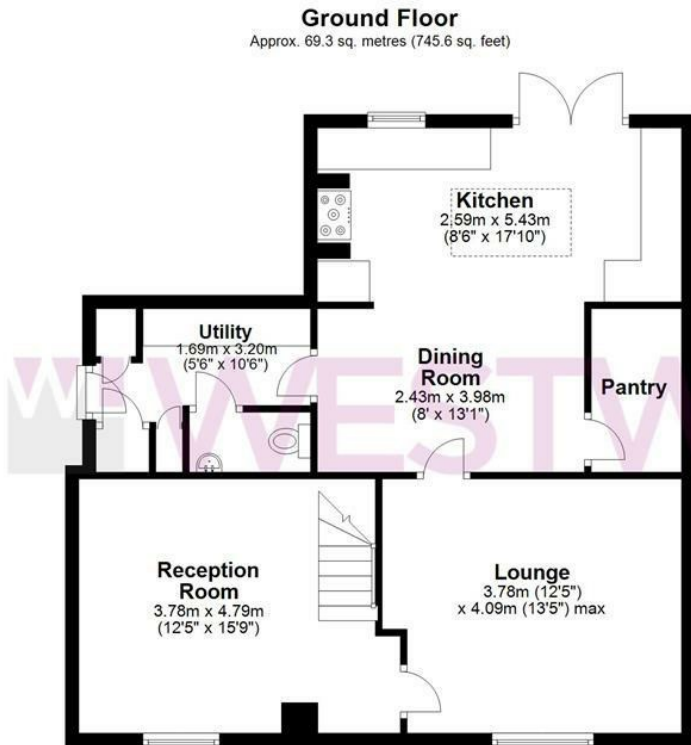 Ground Floor
Approx. 69.3 sq. metres (745.6 sq. feet)
Kitchen
2.59m x 5.43m
(8'6" x 17'10")
Utility
1.69m x 3.20m
(5'6" x 10'6")
Dining
Room
2.43m x 3.98m
(8' x 13'1")
Pantry
WESTW
Reception
Room
3.78m x 4.79m
(12'5" x 15'9")
Lounge
3.78m (12'5")
x 4.09m (13'5") max